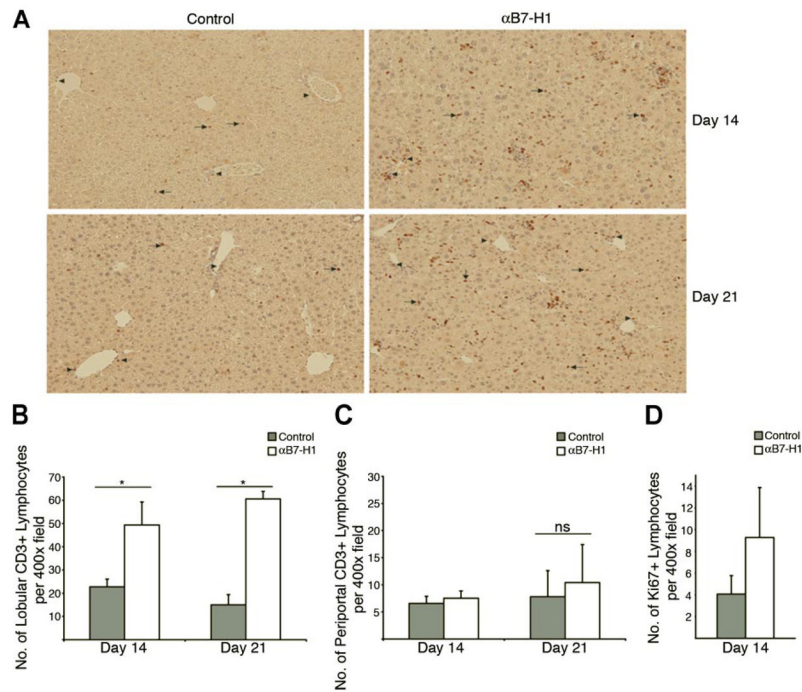 A
Control
αB7-H1
Day 14
Day 21
B
Control
αB7-H1
No. of Lobular CD3+ Lymphocytes
per 400x field
70
60
50
40
30
20
10
*
*
Day 14
Day 21
C
Control
αB7-H1
No. of Periportal CD3+ Lymphocytes
per 400x field
30
25
20
15
10
5
ns
Day 14
Day 21
D
Control
αB7-H1
No. of Ki67+ Lymphocytes
per 400x field
14
12
10
8
6
4
2
Day 14